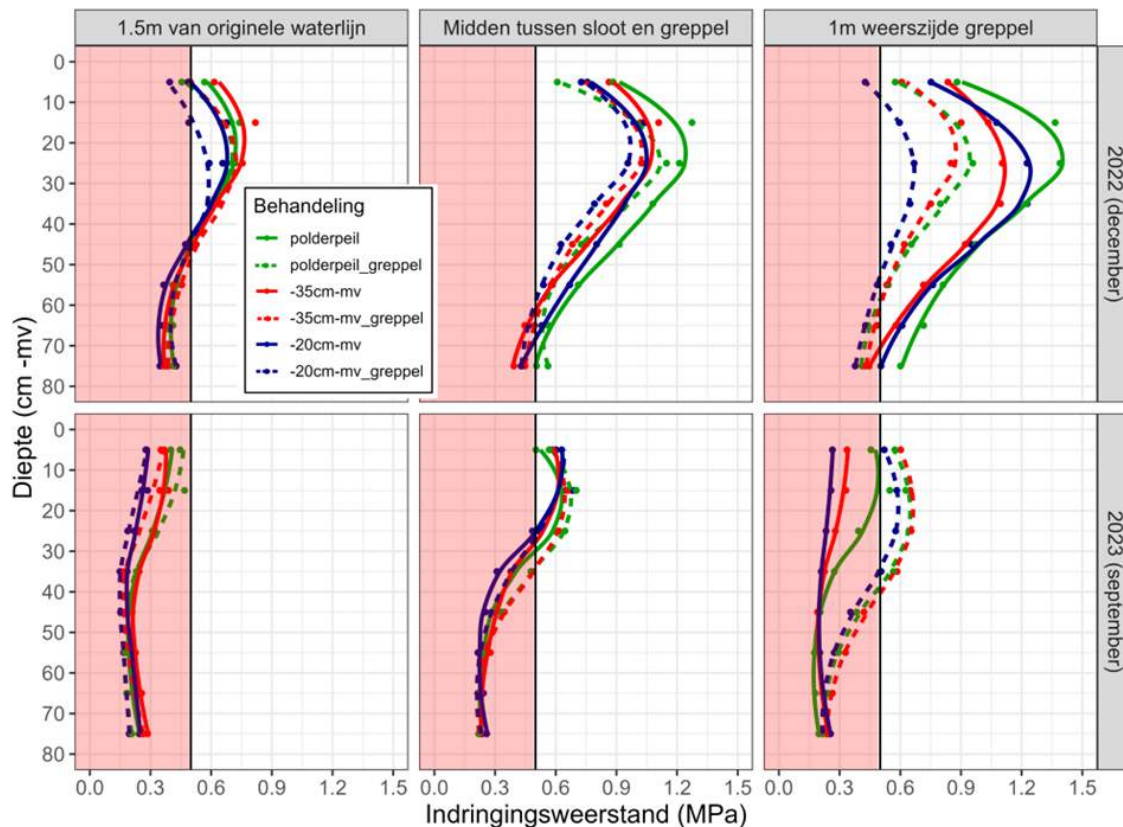 1.5m van originele waterlijn
Midden tussen sloot en greppel
1m weerszijde greppel
0
10
20
30
40
50
60
70
80
2022 (december)
Behandeling
polderpeil
polderpeil_greppel
-35cm-mv
-35cm-mv_greppel
-20cm-mv
-20cm-mv_greppel
Diepte (cm -mv)
0
10
20
30
40
50
60
70
80
2023 (september)
0.0 0.3 0.6 0.9 1.2 1.5
0.0 0.3 0.6 0.9 1.2 1.5
0.0 0.3 0.6 0.9 1.2 1.5
Indringingsweerstand (MPa)